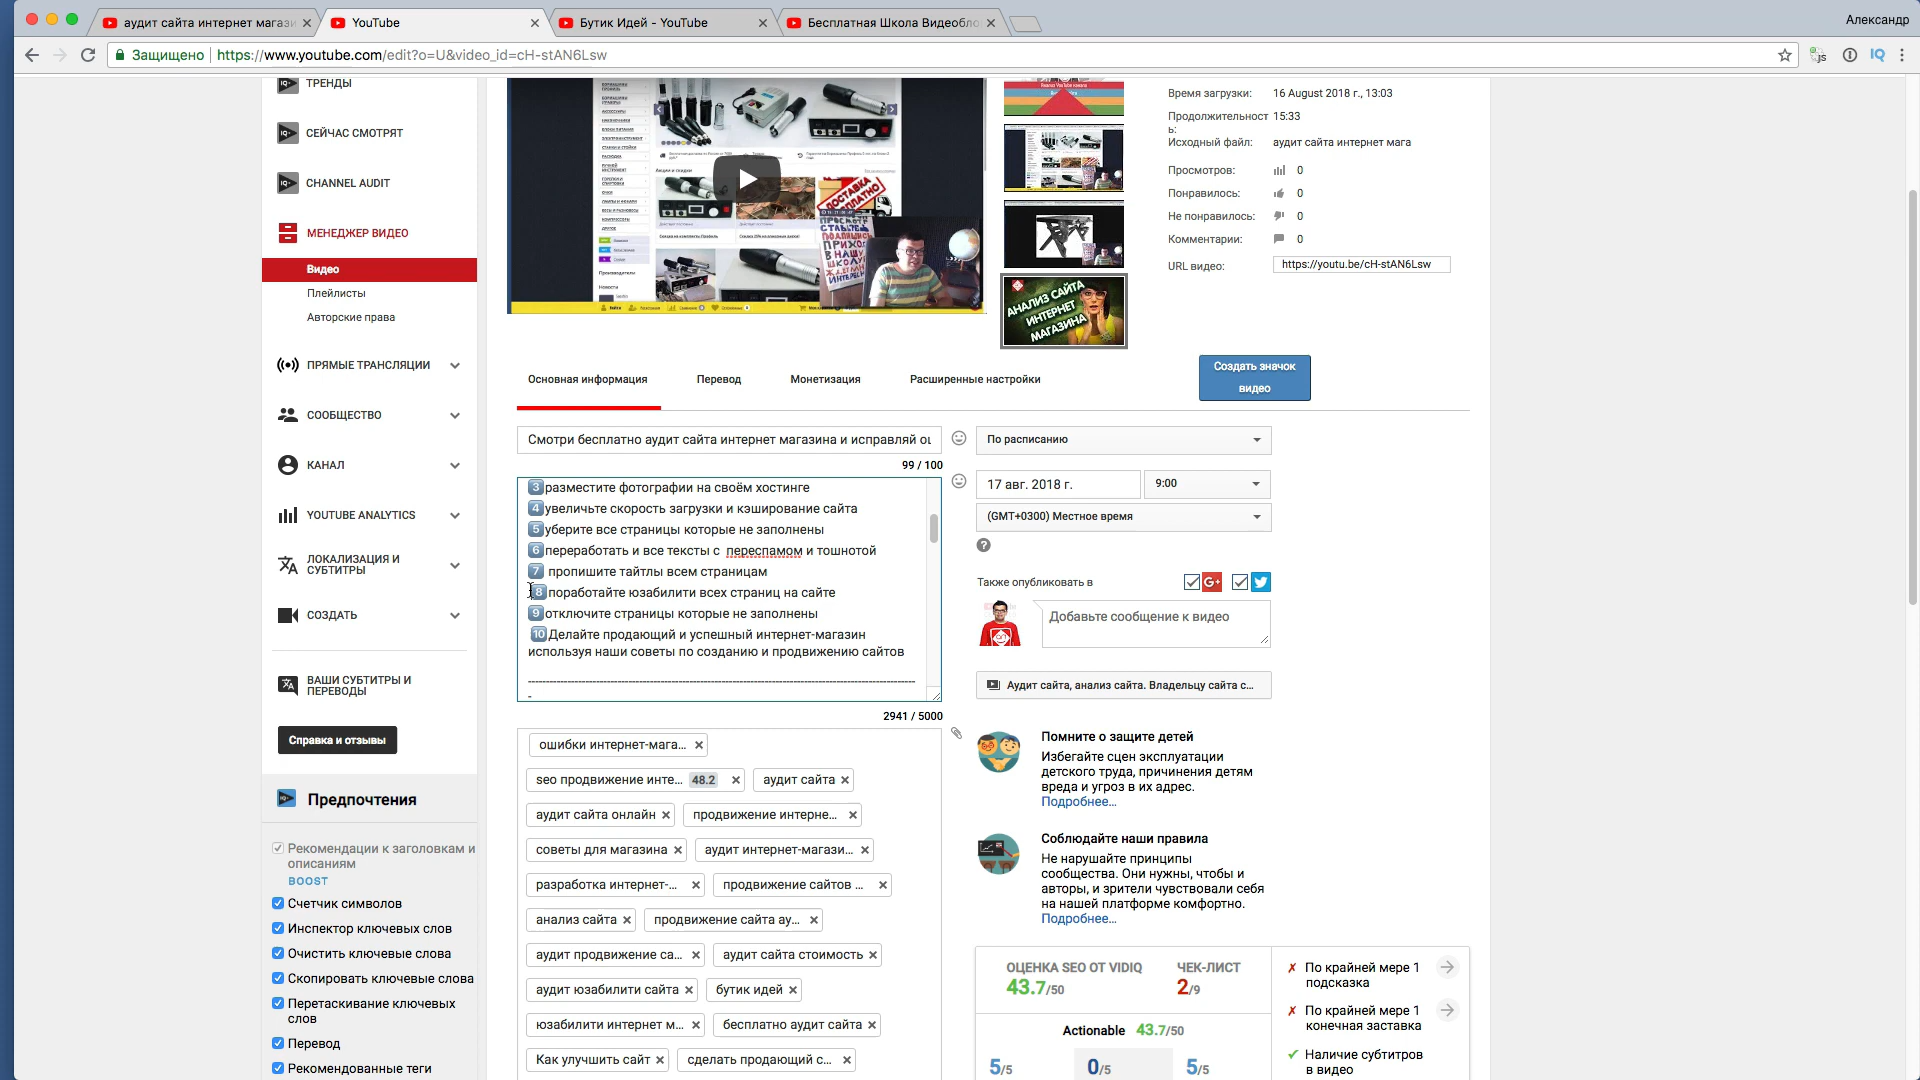 аудит сайта интернет магази
YouTube
Бутик Идей - YouTube
Бесплатная Школа Видеобло
Александр
Защищено
https://www.youtube.com/edit?o=U&video_id=cH-stAN6Lsw
ТРЕНДЫ
СЕЙЧАС СМОТРЯТ
CHANNEL AUDIT
МЕНЕДЖЕР ВИДЕО
Видео
Плейлисты
Авторские права
ПРЯМЫЕ ТРАНСЛЯЦИИ
СООБЩЕСТВО
КАНАЛ
YOUTUBE ANALYTICS
ЛОКАЛИЗАЦИЯ И
СУБТИТРЫ
СОЗДАТЬ
ВАШИ СУБТИТРЫ И
ПЕРЕВОДЫ
Справка и отзывы
Предпочтения
Рекомендации к заголовкам и
описаниям
BOOST
Счетчик символов
Инспектор ключевых слов
Очистить ключевые слова
Скопировать ключевые слова
Перетаскивание ключевых
слов
Перевод
Рекомендованные теги
АНАЛИЗ САЙТА
ИНТЕРНЕТ
МАГАЗИНА
Время загрузки: 16 August 2018 г., 13:03
Продолжительност 15:33
ь:
Исходный файл: аудит сайта интернет мага
Просмотров: 0
Понравилось: 0
Не понравилось: 0
Комментарии: 0
URL видео: https://youtu.be/cH-stAN6Lsw
Основная информация
Перевод
Монетизация
Расширенные настройки
Создать значок
видео
Смотри бесплатно аудит сайта интернет магазина и исправляй ош
99 / 100
3 разместите фотографии на своём хостинге
4 увеличьте скорость загрузки и кэширование сайта
5 уберите все страницы которые не заполнены
6 переработать и все тексты с переспамом и тошнотой
7 пропишите тайтлы всем страницам
8 поработайте юзабилити всех страниц на сайте
9 отключите страницы которые не заполнены
10 Делайте продающий и успешный интернет-магазин
используя наши советы по созданию и продвижению сайтов
2941 / 5000
ошибки интернет-мага...
seo продвижение инте... 48.2
аудит сайта
аудит сайта онлайн
продвижение интерне...
советы для магазина
аудит интернет-магази...
разработка интернет-...
продвижение сайтов ...
анализ сайта
продвижение сайта ау...
аудит продвижение са...
аудит сайта стоимость
аудит юзабилити сайта
бутик идей
юзабилити интернет м...
бесплатно аудит сайта
Как улучшить сайт
сделать продающий с...
По расписанию
17 авг. 2018 г.
9:00
(GMT+0300) Местное время
Также опубликовать в
Добавьте сообщение к видео
Аудит сайта, анализ сайта. Владельцу сайта с...
Помните о защите детей
Избегайте сцен эксплуатации
детского труда, причинения детям
вреда и угроз в их адрес.
Подробнее...
Соблюдайте наши правила
Не нарушайте принципы
сообщества. Они нужны, чтобы и
авторы, и зрители чувствовали себя
на нашей платформе комфортно.
Подробнее...
ОЦЕНКА SEO ОТ VIDIQ
43.7/50
ЧЕК-ЛИСТ
2/9
Actionable 43.7/50
5/5
0/5
5/5
По крайней мере 1
подсказка
По крайней мере 1
конечная заставка
Наличие субтитров
в видео